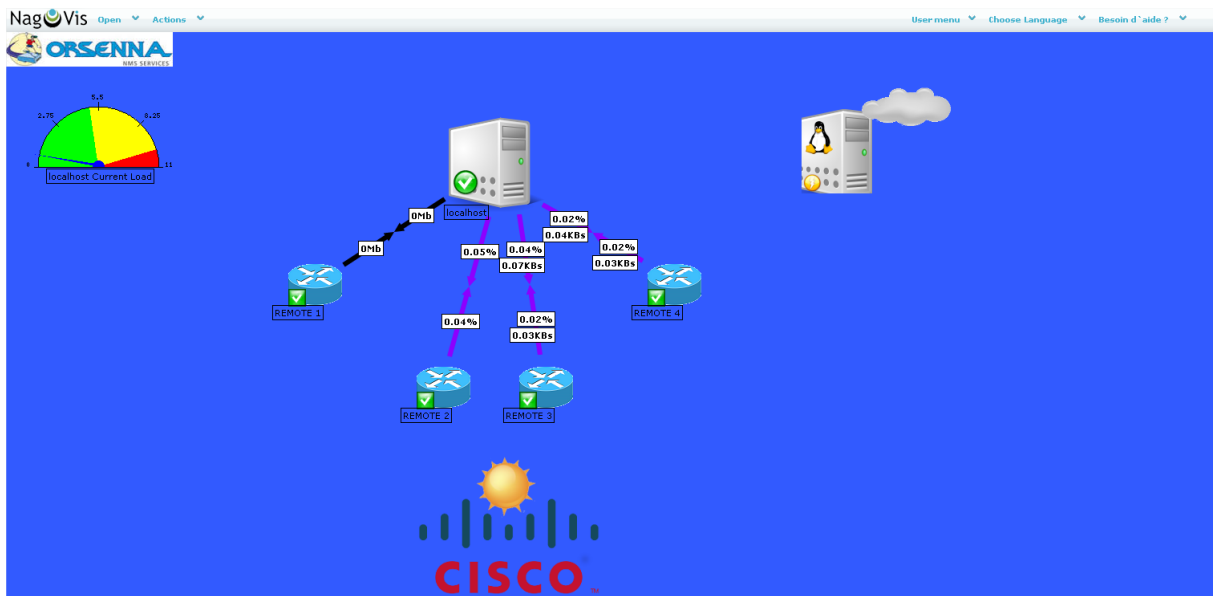 NagVis Open Actions User menu Choose Language Besoin d`aide ?
ORSENNA
NMS SERVICES
5.5
2.75 8.25
0 11
localhost Current Load
localhost
0Mb
0Mb
0.05%
0.04%
0.04%
0.07KBs
0.02%
0.03KBs
0.02%
0.04KBs
0.02%
0.03KBs
REMOTE 1
REMOTE 4
REMOTE 2
REMOTE 3
CISCO